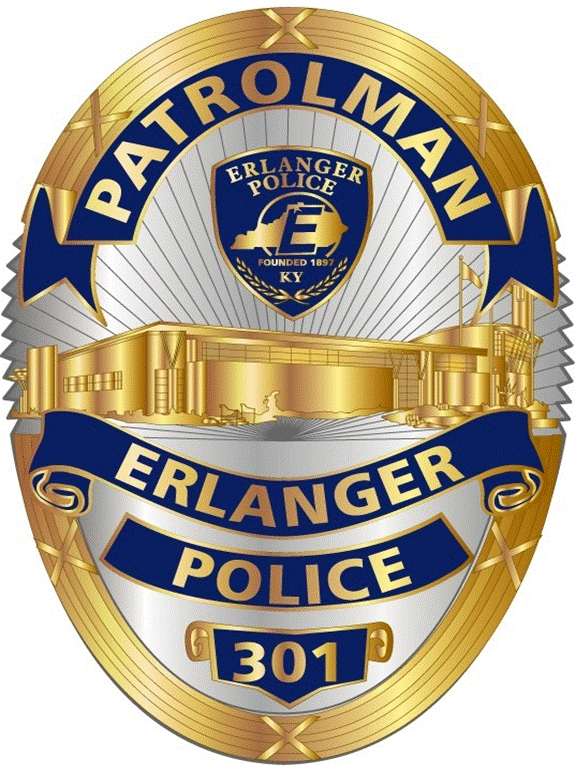 PATROLMAN
ERLANGER
POLICE
E
FOUNDED 1897
KY
ERLANGER
POLICE
301